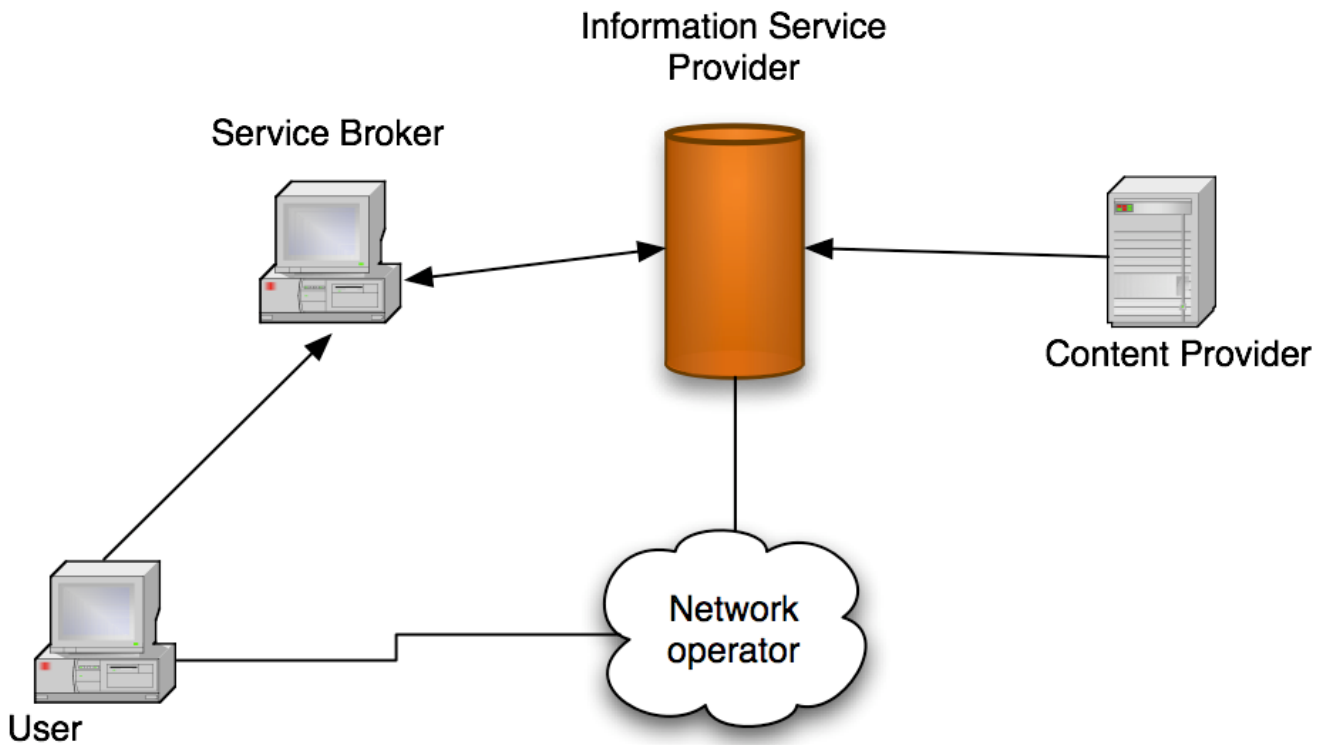 Information Service
Provider
Service Broker
Content Provider
Network
operator
User